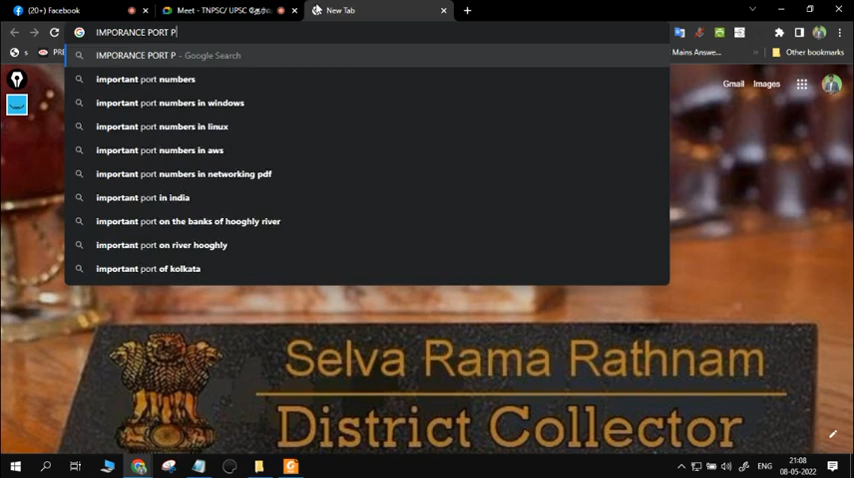 (20+) Facebook
Meet - TNPSC/ UPSC
New Tab
IMPORANCE PORT P
s
PRE
Mains Answe...
Other bookmarks
IMPORANCE PORT P - Google Search
important port numbers
important port numbers in windows
important port numbers in linux
important port numbers in aws
important port numbers in networking pdf
important port in india
important port on the banks of hooghly river
important port on river hooghly
important port of kolkata
Gmail
Images
Selva Rama Rathnam
District Collector
ENG
21:08
08-05-2022